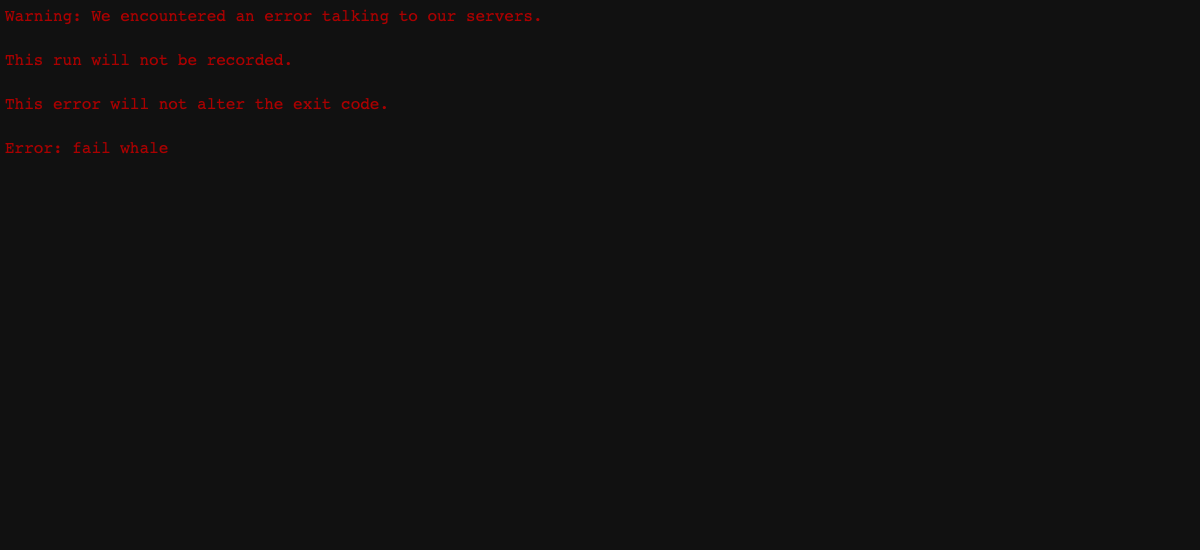 Warning: We encountered an error talking to our servers.
This run will not be recorded.
This error will not alter the exit code.
Error: fail whale